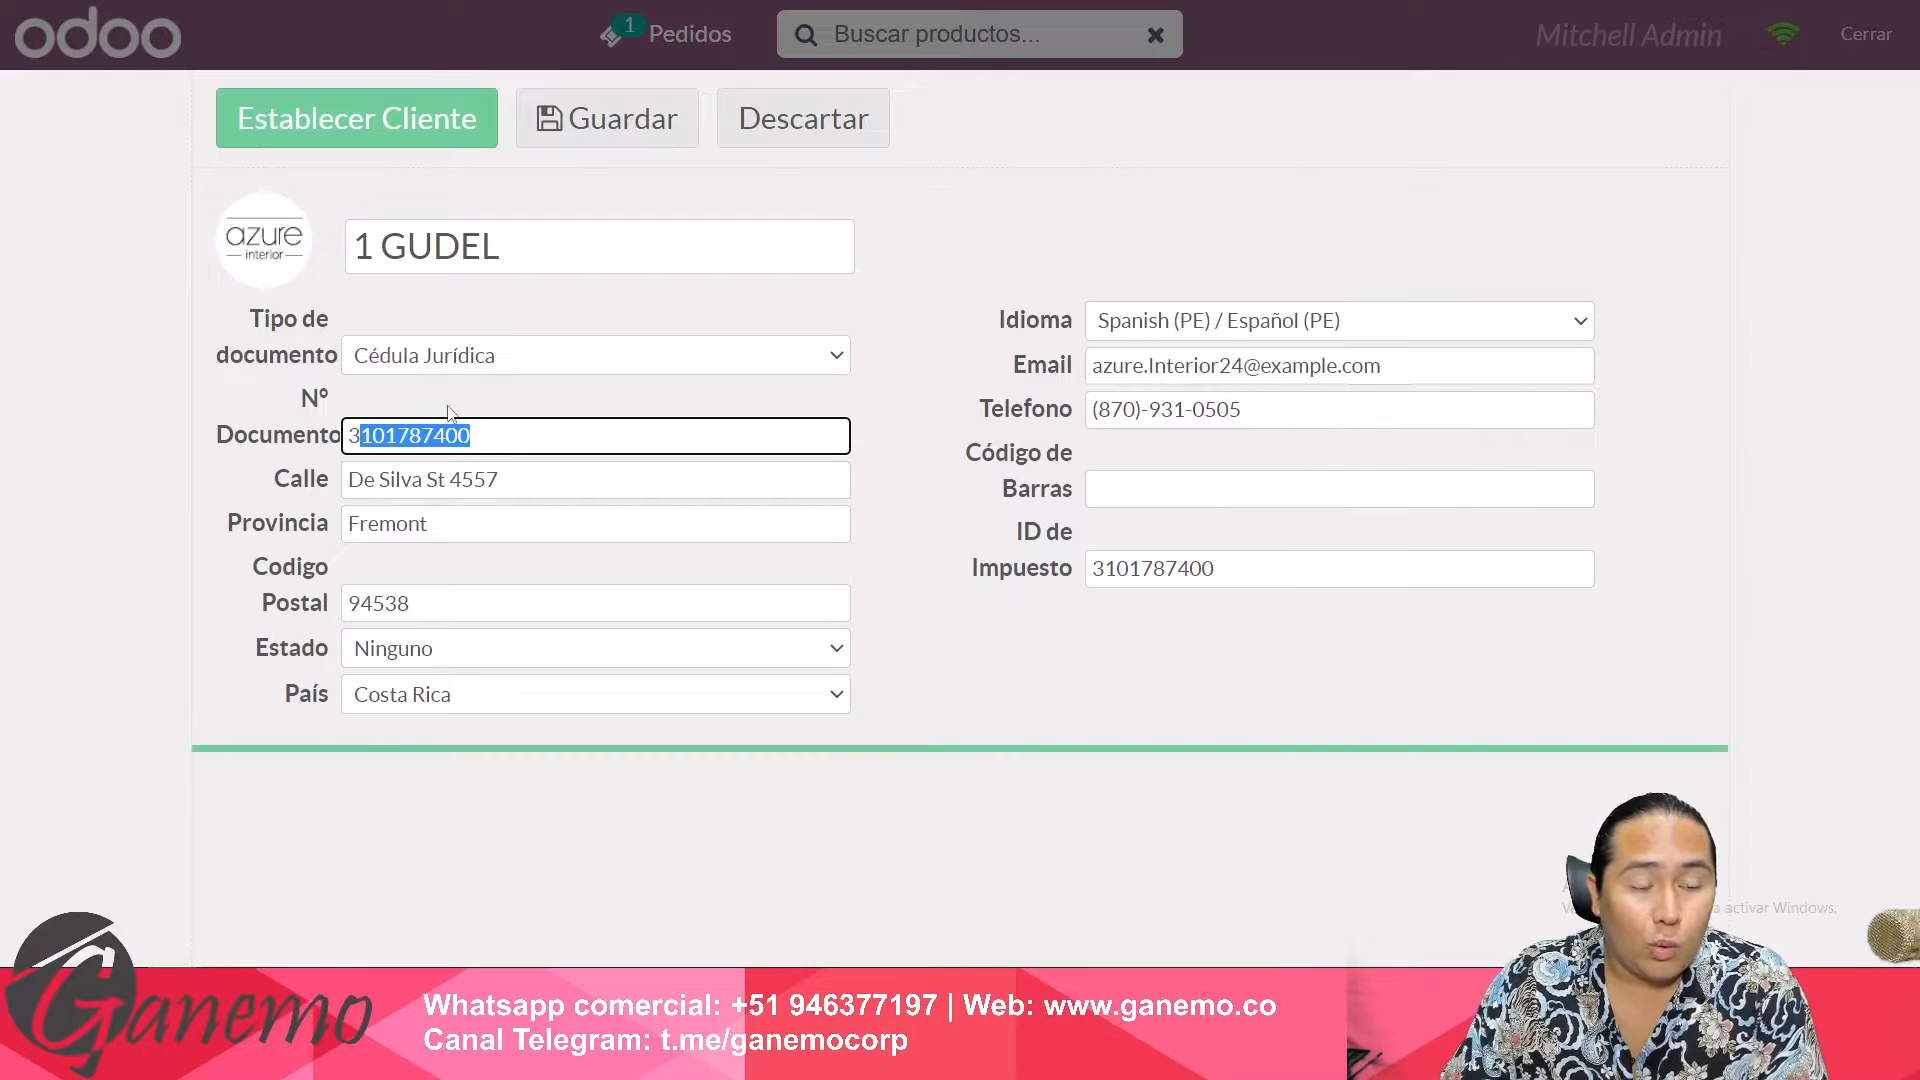 odoo
1
Pedidos
Buscar productos...
Mitchell Admin
Cerrar
Establecer Cliente
Guardar
Descartar
azure
interior
1 GUDEL
Tipo de
documento
Cédula Jurídica
Nº
Documento
3101787400
Calle
De Silva St 4557
Provincia
Fremont
Codigo
Postal
94538
Estado
Ninguno
País
Costa Rica
Idioma
Spanish (PE) / Español (PE)
Email
azure.Interior24@example.com
Telefono
(870)-931-0505
Código de
Barras
ID de
Impuesto
3101787400
activar Windows.
Ganemo
Whatsapp comercial: +51 946377197 | Web: www.ganemo.co
Canal Telegram: t.me/ganemocorp